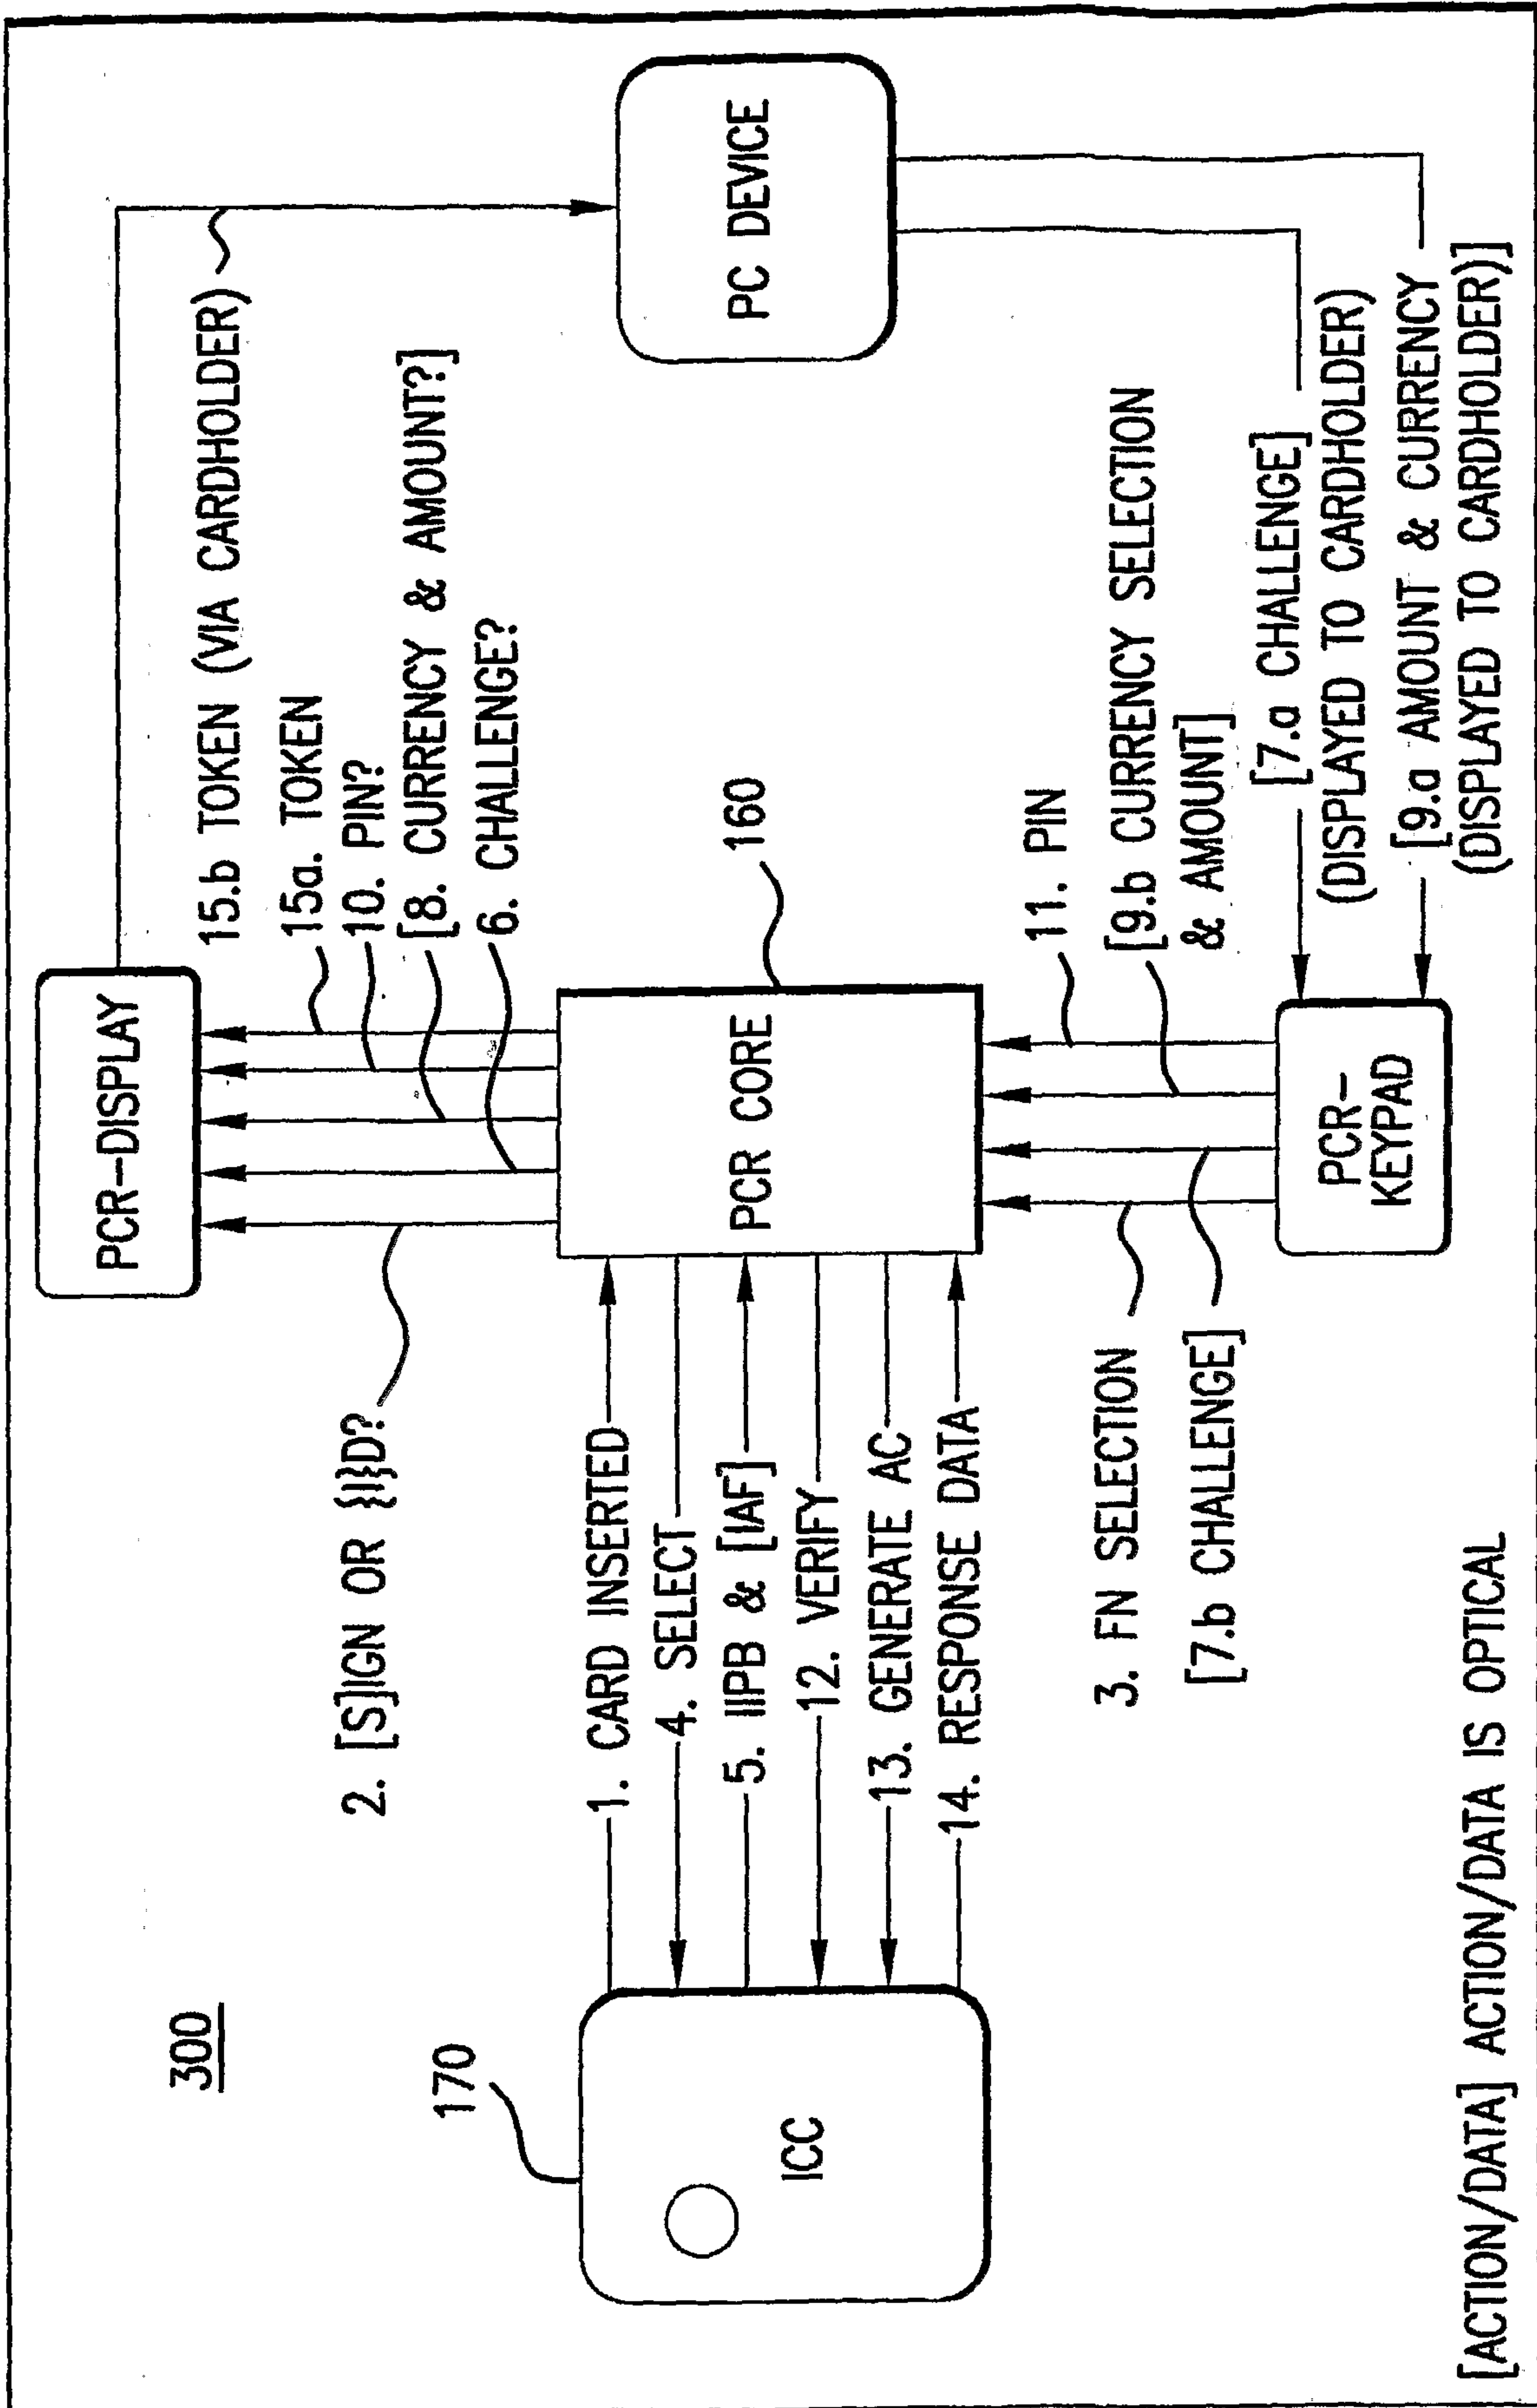 300
PCR-DISPLAY
15.b TOKEN (VIA CARDHOLDER)
15a. TOKEN
10. PIN?
[8. CURRENCY & AMOUNT?]
6. CHALLENGE?
2. [S]IGN OR {I}D?
170
ICC
1. CARD INSERTED
4. SELECT
5. IIPB & [IAF]
12. VERIFY
13. GENERATE AC
14. RESPONSE DATA
PCR CORE
160
PC DEVICE
3. FN SELECTION
[7.b CHALLENGE]
11. PIN
[9.b CURRENCY SELECTION
& AMOUNT]
PCR-
KEYPAD
[7.a CHALLENGE]
(DISPLAYED TO CARDHOLDER)
[9.a AMOUNT & CURRENCY
(DISPLAYED TO CARDHOLDER)]
[ACTION/DATA] ACTION/DATA IS OPTICAL